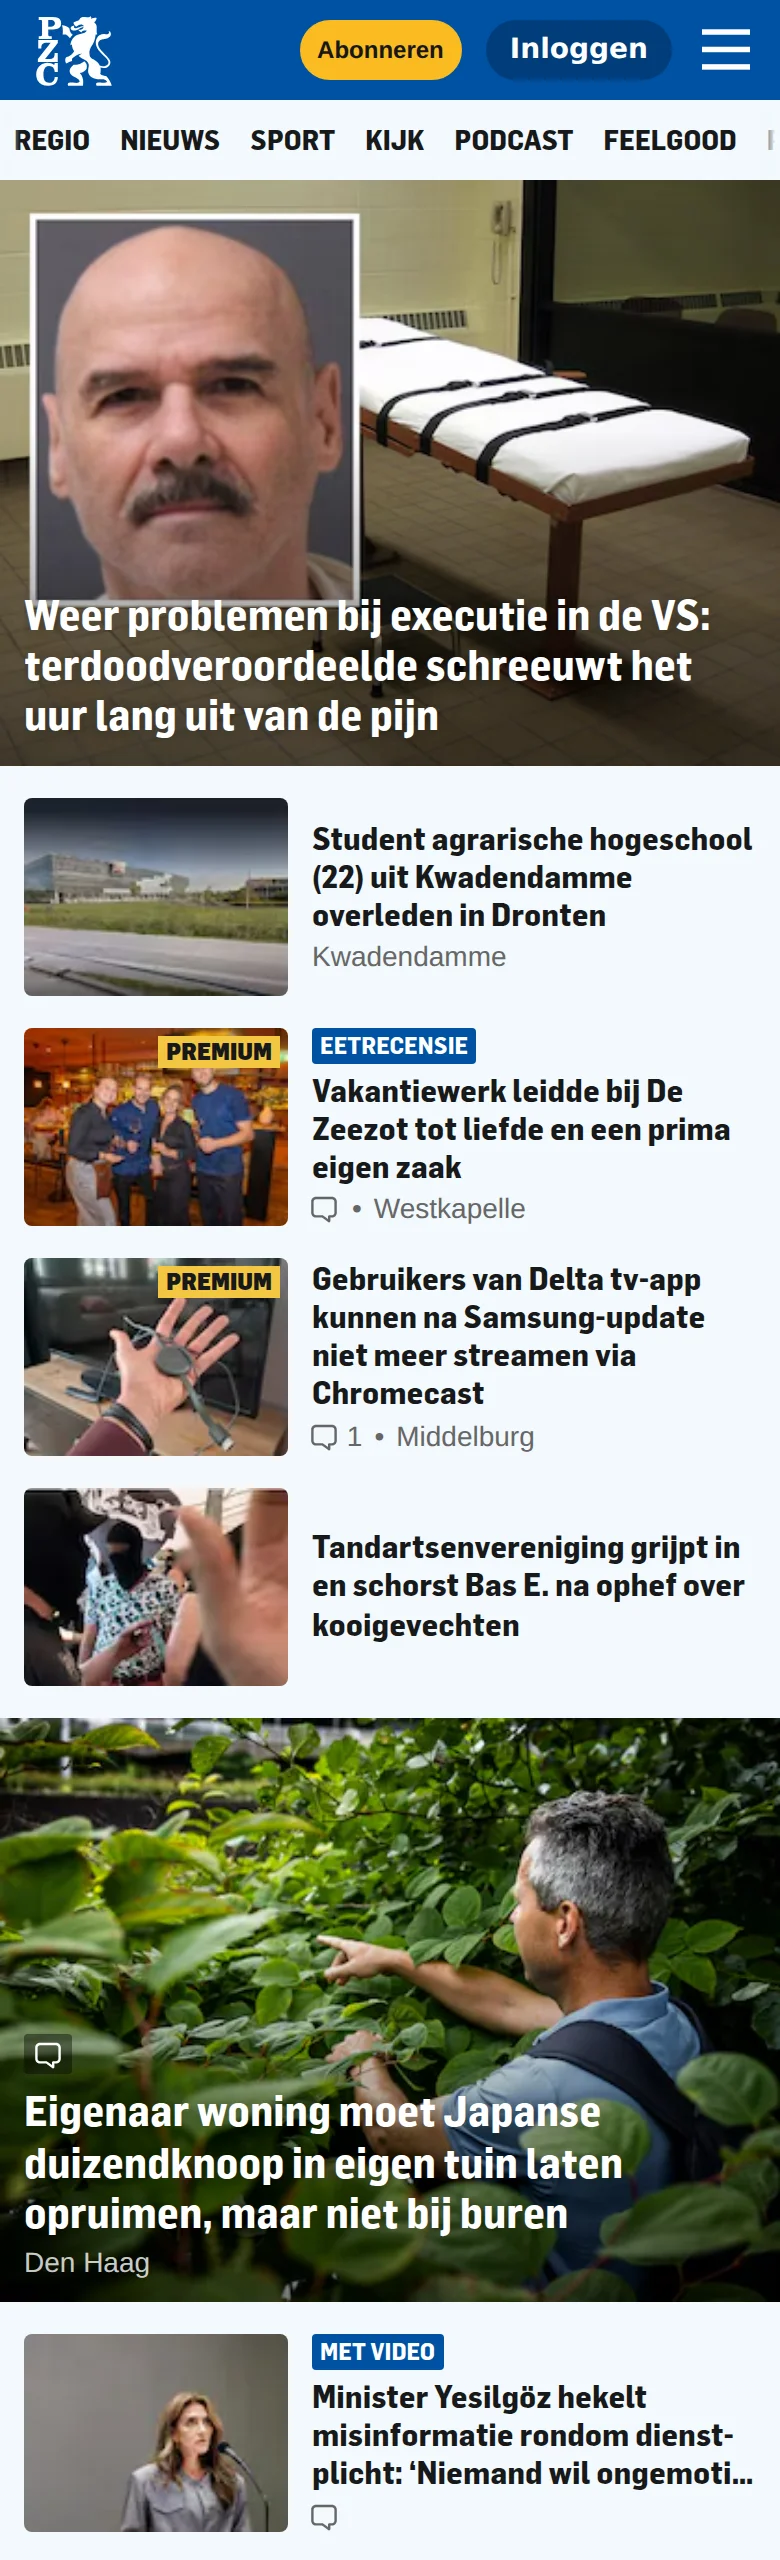 PZC
Abonneren
Inloggen
REGIO NIEUWS SPORT KIJK PODCAST FEELGOOD
Weer problemen bij executie in de VS:
terdoodveroordeelde schreeuwt het
uur lang uit van de pijn
Student agrarische hogeschool
(22) uit Kwadendamme
overleden in Dronten
Kwadendamme
PREMIUM
EETRECENSIE
Vakantiewerk leidde bij De
Zeezot tot liefde en een prima
eigen zaak
• Westkapelle
PREMIUM
Gebruikers van Delta tv-app
kunnen na Samsung-update
niet meer streamen via
Chromecast
1 • Middelburg
Tandartsenvereniging grijpt in
en schorst Bas E. na ophef over
kooigevechten
Eigenaar woning moet Japanse
duizendknoop in eigen tuin laten
opruimen, maar niet bij buren
Den Haag
MET VIDEO
Minister Yesilgöz hekelt
misinformatie rondom dienst-
plicht: ‘Niemand wil ongemoti...